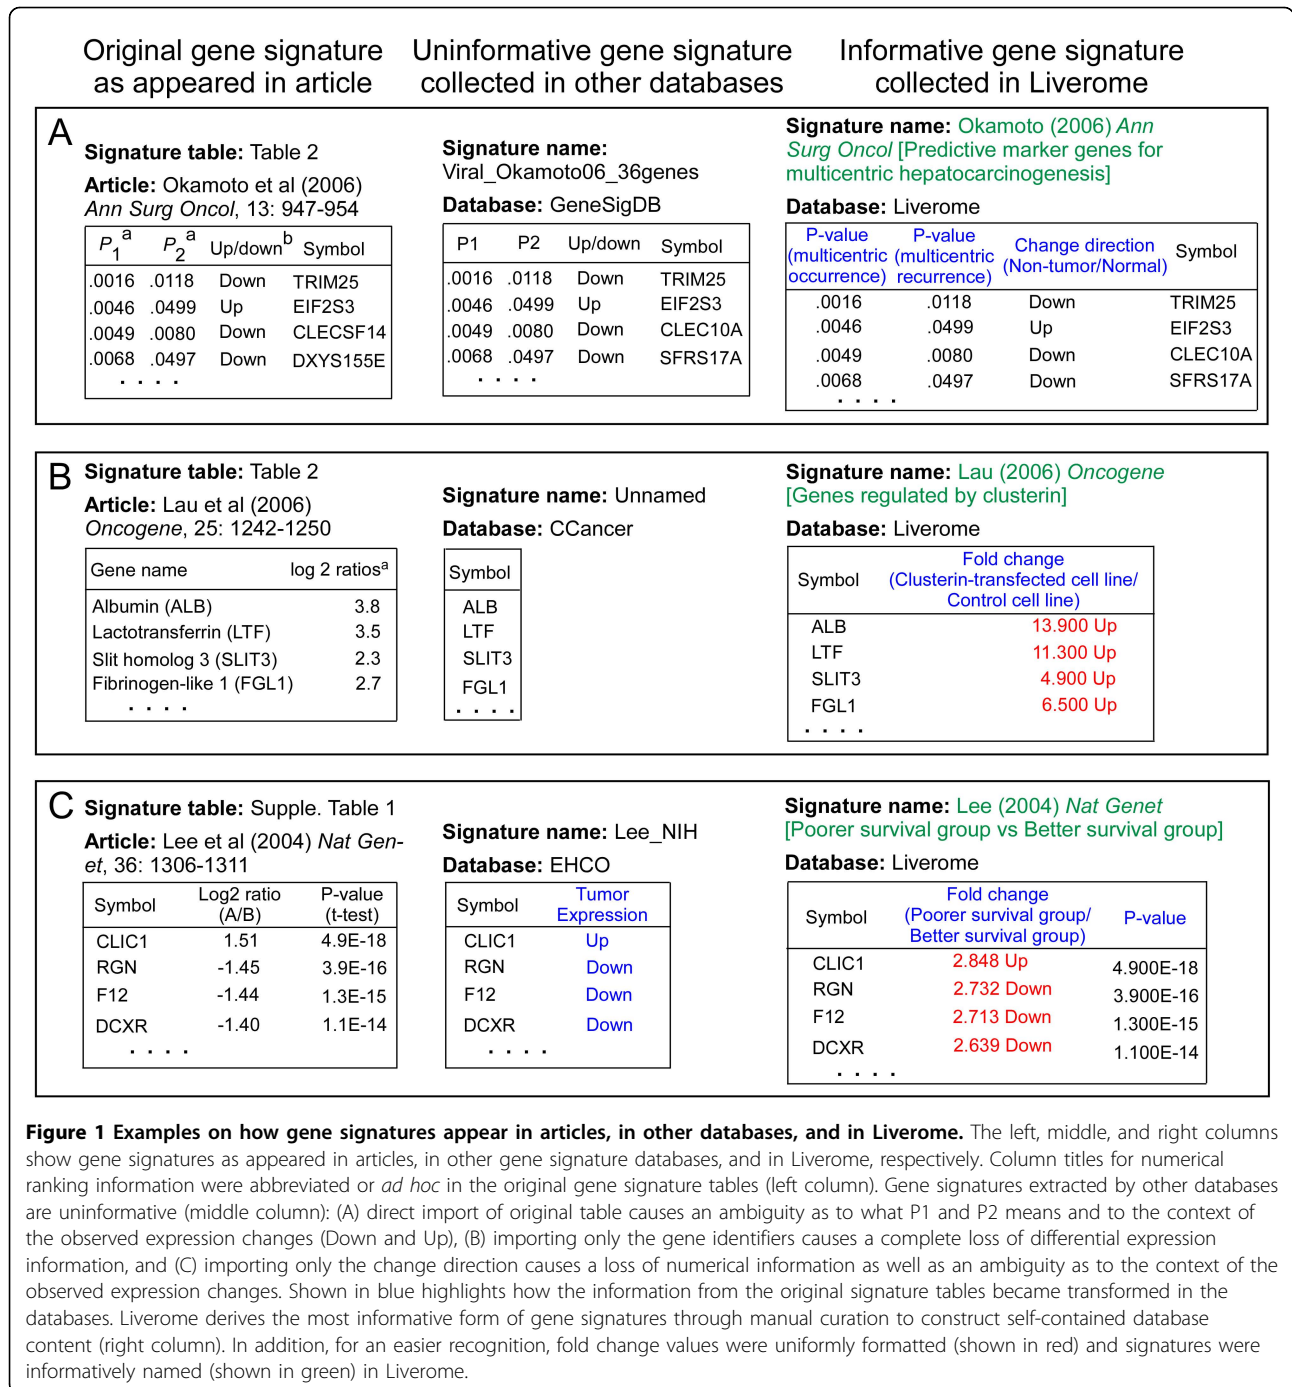 Original gene signature
as appeared in article
Uninformative gene signature
collected in other databases
Informative gene signature
collected in Liverome
A
Signature table: Table 2
Article: Okamoto et al (2006)
Ann Surg Oncol, 13: 947-954
P1a P2a Up/downb Symbol
.0016 .0118 Down TRIM25
.0046 .0499 Up EIF2S3
.0049 .0080 Down CLECSF14
.0068 .0497 Down DXYS155E
. . . .
Signature name:
Viral_Okamoto06_36genes
Database: GeneSigDB
P1 P2 Up/down Symbol
.0016 .0118 Down TRIM25
.0046 .0499 Up EIF2S3
.0049 .0080 Down CLEC10A
.0068 .0497 Down SFRS17A
. . . .
Signature name: Okamoto (2006) Ann
Surg Oncol [Predictive marker genes for
multicentric hepatocarcinogenesis]
Database: Liverome
P-value (multicentric occurrence) P-value (multicentric recurrence) Change direction (Non-tumor/Normal) Symbol
.0016 .0118 Down TRIM25
.0046 .0499 Up EIF2S3
.0049 .0080 Down CLEC10A
.0068 .0497 Down SFRS17A
. . . .
B
Signature table: Table 2
Article: Lau et al (2006)
Oncogene, 25: 1242-1250
Gene name log 2 ratiosa
Albumin (ALB) 3.8
Lactotransferrin (LTF) 3.5
Slit homolog 3 (SLIT3) 2.3
Fibrinogen-like 1 (FGL1) 2.7
. . . .
Signature name: Unnamed
Database: CCancer
Symbol
ALB
LTF
SLIT3
FGL1
. . . .
Signature name: Lau (2006) Oncogene
[Genes regulated by clusterin]
Database: Liverome
Symbol Fold change (Clusterin-transfected cell line/ Control cell line)
ALB 13.900 Up
LTF 11.300 Up
SLIT3 4.900 Up
FGL1 6.500 Up
. . . .
C
Signature table: Supple. Table 1
Article: Lee et al (2004) Nat Gen-
et, 36: 1306-1311
Symbol Log2 ratio (A/B) P-value (t-test)
CLIC1 1.51 4.9E-18
RGN -1.45 3.9E-16
F12 -1.44 1.3E-15
DCXR -1.40 1.1E-14
. . . .
Signature name: Lee_NIH
Database: EHCO
Symbol Tumor Expression
CLIC1 Up
RGN Down
F12 Down
DCXR Down
. . . .
Signature name: Lee (2004) Nat Genet
[Poorer survival group vs Better survival group]
Database: Liverome
Symbol Fold change (Poorer survival group/ Better survival group) P-value
CLIC1 2.848 Up 4.900E-18
RGN 2.732 Down 3.900E-16
F12 2.713 Down 1.300E-15
DCXR 2.639 Down 1.100E-14
. . . .
Figure 1 Examples on how gene signatures appear in articles, in other databases, and in Liverome. The left, middle, and right columns
show gene signatures as appeared in articles, in other gene signature databases, and in Liverome, respectively. Column titles for numerical
ranking information were abbreviated or ad hoc in the original gene signature tables (left column). Gene signatures extracted by other databases
are uninformative (middle column): (A) direct import of original table causes an ambiguity as to what P1 and P2 means and to the context of
the observed expression changes (Down and Up), (B) importing only the gene identifiers causes a complete loss of differential expression
information, and (C) importing only the change direction causes a loss of numerical information as well as an ambiguity as to the context of the
observed expression changes. Shown in blue highlights how the information from the original signature tables became transformed in the
databases. Liverome derives the most informative form of gene signatures through manual curation to construct self-contained database
content (right column). In addition, for an easier recognition, fold change values were uniformly formatted (shown in red) and signatures were
informatively named (shown in green) in Liverome.